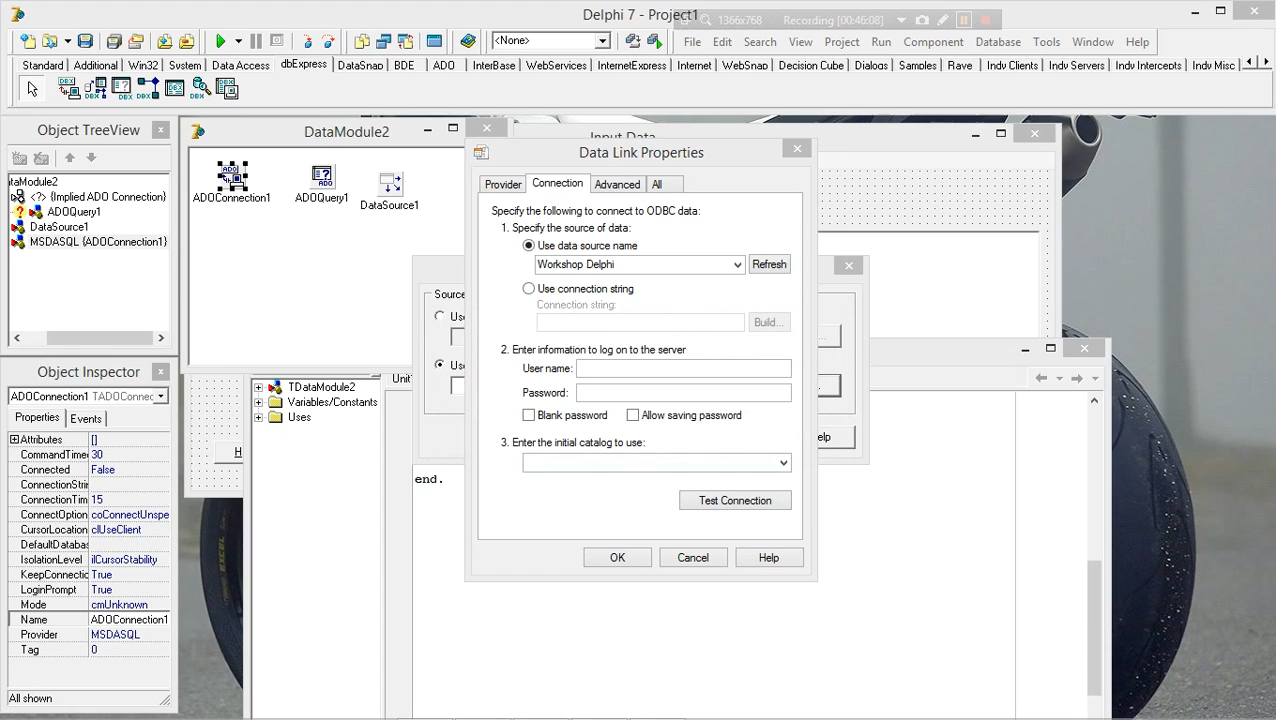 Delphi 7 - Project1
1366x768
Recording [00:46:08]
<None>
File Edit Search View Project Run Component Database Tools Window Help
Standard Additional Win32 System Data Access dbExpress DataSnap BDE ADO InterBase WebServices InternetExpress Internet WebSnap Decision Cube Dialogs Samples Rave Indy Clients Indy Servers Indy Intercepts Indy Misc
Object TreeView
taModule2
<?> {Implied ADO Connection}
ADOQuery1
DataSource1
MSDASQL {ADOConnection1}
DataModule2
ADOConnection1
ADOQuery1
DataSource1
Input Data
Data Link Properties
Provider Connection Advanced All
Specify the following to connect to ODBC data:
1. Specify the source of data:
Use data source name
Workshop Delphi
Refresh
Use connection string
Connection string:
Build...
2. Enter information to log on to the server
User name:
Password:
Blank password
Allow saving password
3. Enter the initial catalog to use:
Test Connection
OK
Cancel
Help
Source
Use
Use
elp
Unit
TDataModule2
Variables/Constants
Uses
H
end.
Object Inspector
ADOConnection1 TADOConnec
Properties Events
Attributes []
CommandTimeo 30
Connected False
ConnectionStrin
ConnectionTim 15
ConnectOption coConnectUnspe
CursorLocation clUseClient
DefaultDatabas
IsolationLevel ilCursorStability
KeepConnectio True
LoginPrompt True
Mode cmUnknown
Name ADOConnection1
Provider MSDASQL
Tag 0
All shown